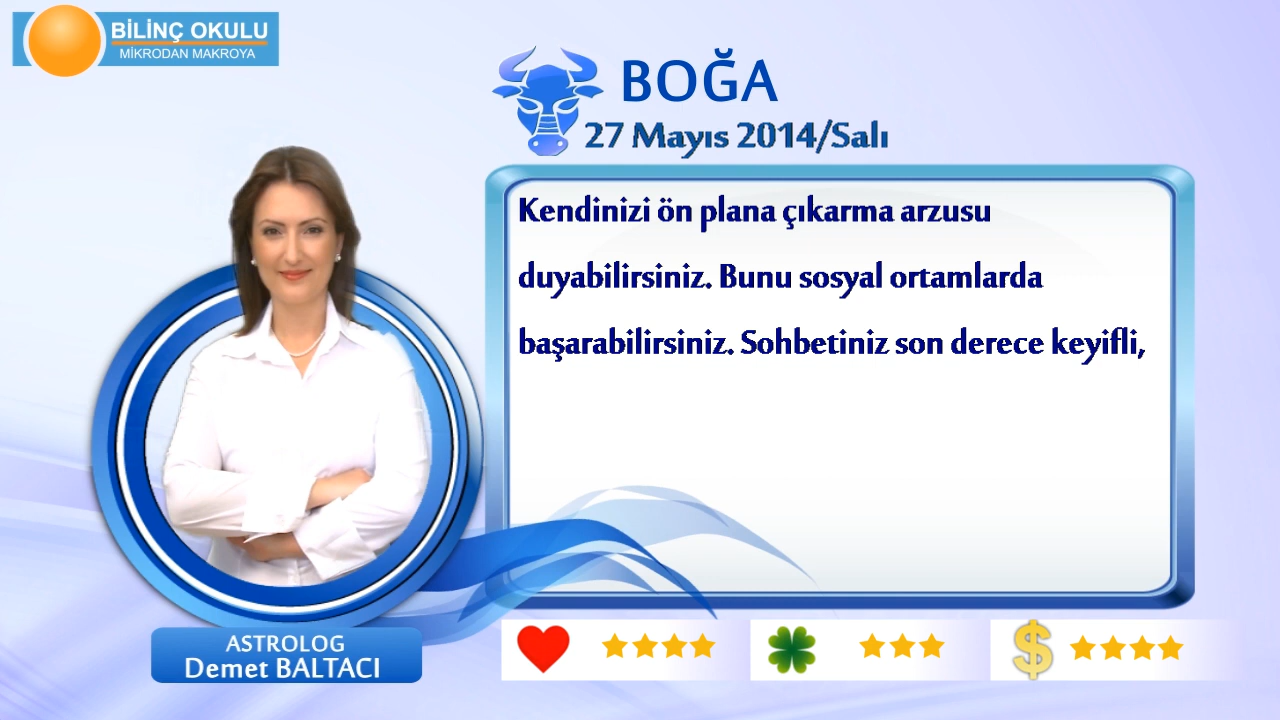 BİLİNÇ OKULU
MİKRODAN MAKROYA
BOĞA
27 Mayıs 2014/Salı
Kendinizi ön plana çıkarma arzusu
duyabilirsiniz. Bunu sosyal ortamlarda
başarabilirsiniz. Sohbetiniz son derece keyifli,
ASTROLOG
Demet BALTACI